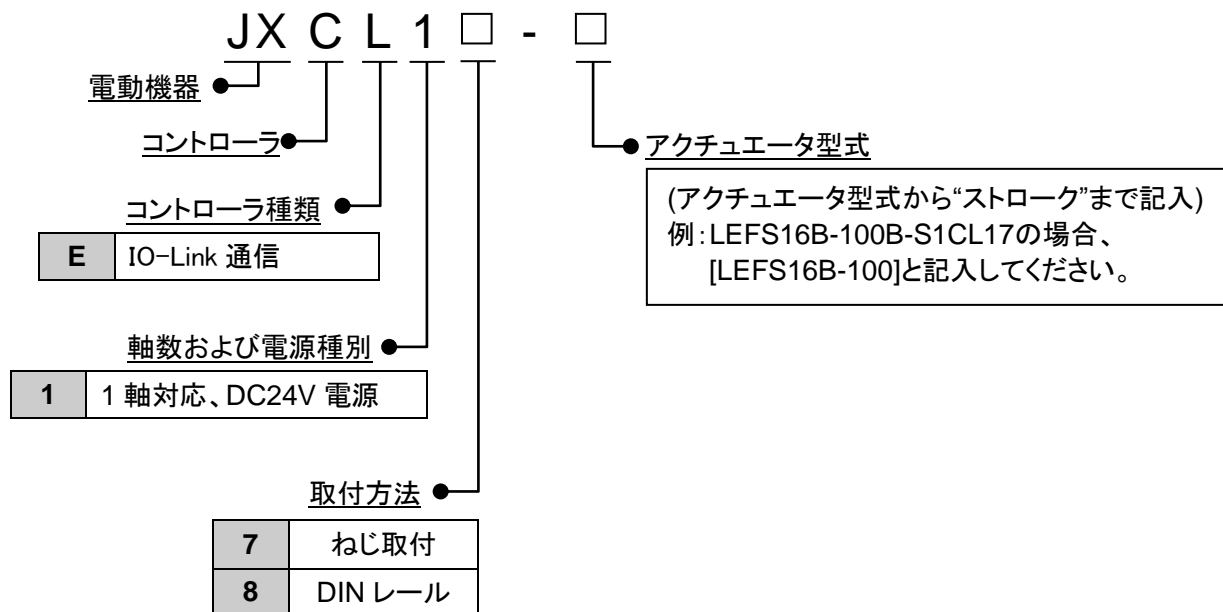 JX C L 1 □ - □
電動機器
コントローラ
アクチュエータ型式
(アクチュエータ型式から“ストローク”まで記入)
例:LEFS16B-100B-S1CL17の場合、
[LEFS16B-100]と記入してください。
コントローラ種類
E IO-Link 通信
軸数および電源種別
1 1 軸対応、DC24V 電源
取付方法
7 ねじ取付
8 DIN レール